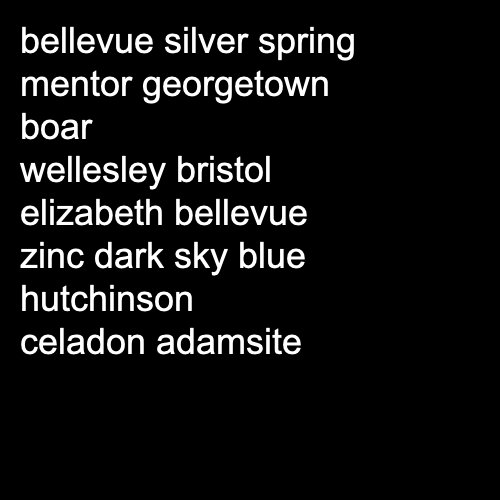 bellevue silver spring
mentor georgetown
boar
wellesley bristol
elizabeth bellevue
zinc dark sky blue
hutchinson
celadon adamsite